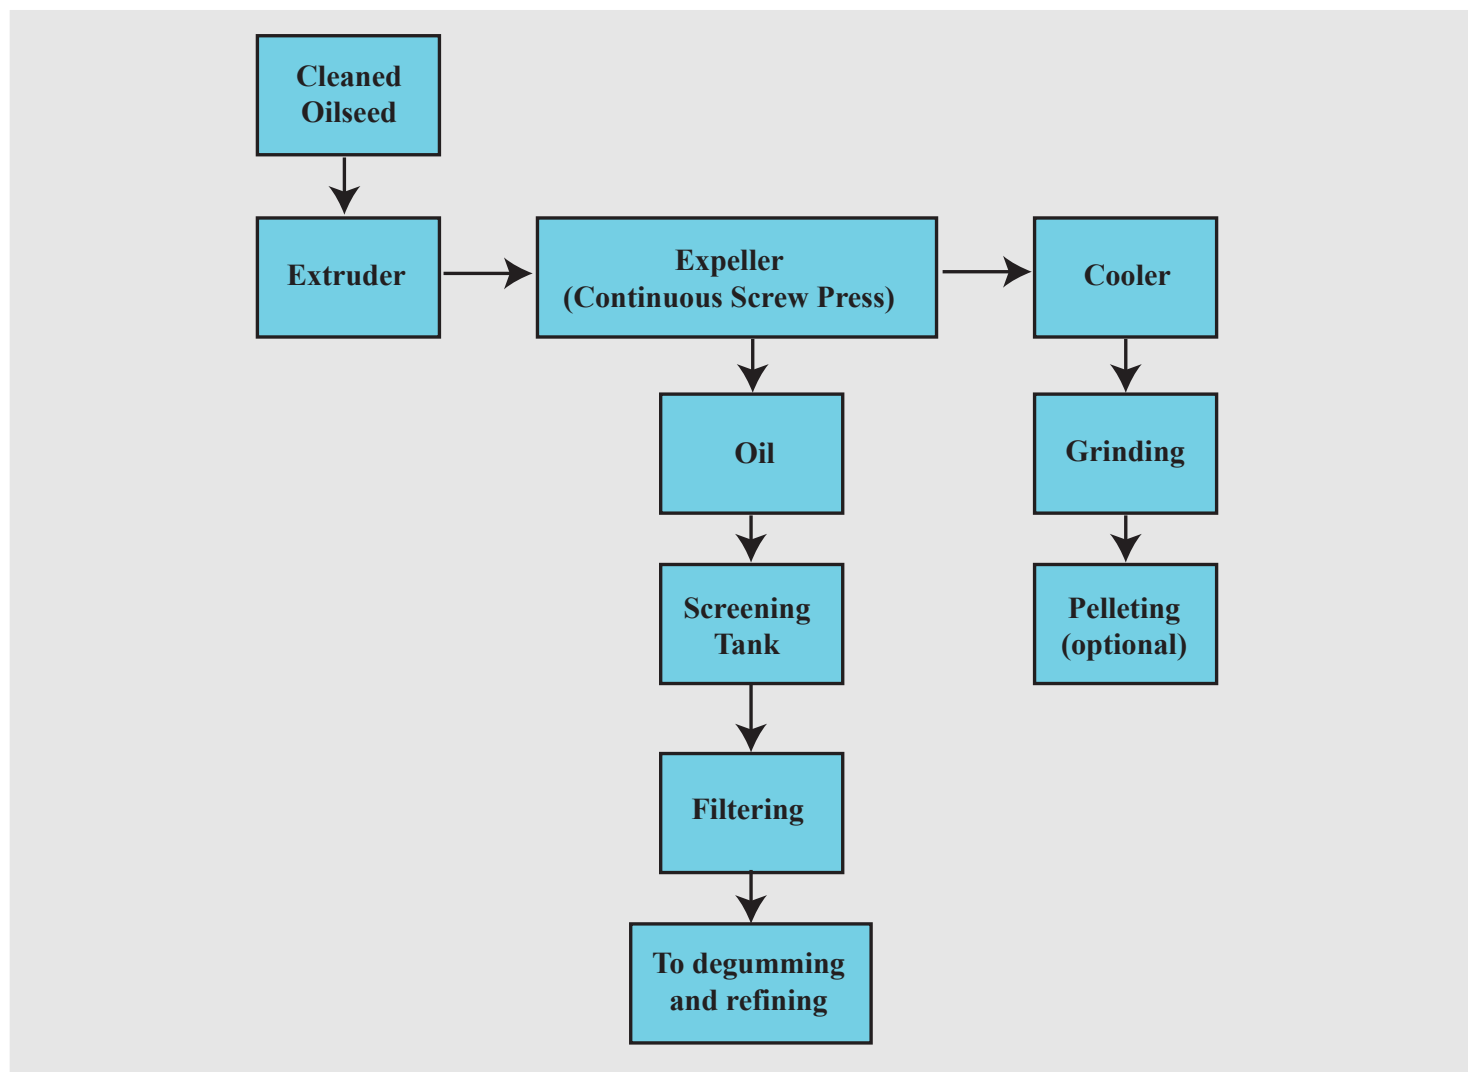 Cleaned
Oilseed
Extruder
Expeller
(Continuous Screw Press)
Cooler
Oil
Grinding
Screening
Tank
Pelleting
(optional)
Filtering
To degumming
and refining